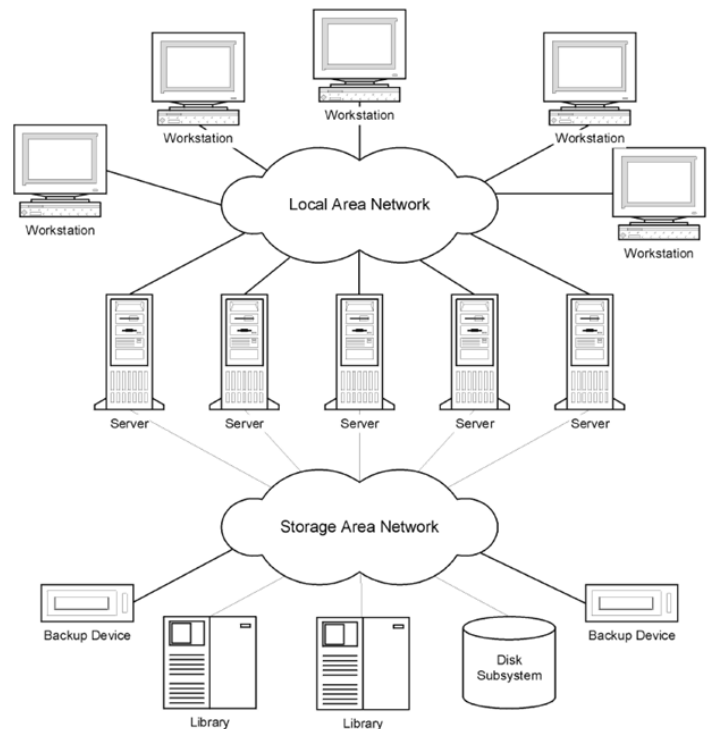 Workstation
Workstation
Workstation
Workstation
Workstation
Local Area Network
Server
Server
Server
Server
Server
Storage Area Network
Backup Device
Backup Device
Disk
Subsystem
Library
Library